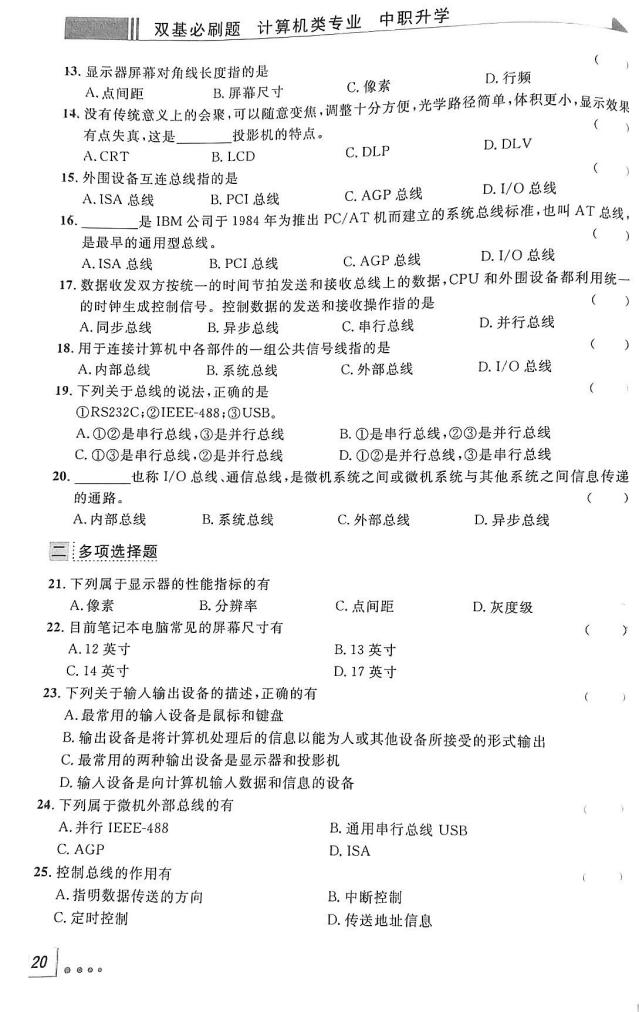 双基必刷题 计算机类专业 中职升学
13. 显示器屏幕对角线长度指的是 ( )
A. 点间距 B. 屏幕尺寸 C. 像素 D. 行频
14. 没有传统意义上的会聚,可以随意变焦,调整十分方便,光学路径简单,体积更小,显示效果
有点失真,这是______投影机的特点。 ( )
A. CRT B. LCD C. DLP D. DLV
15. 外围设备互连总线指的是 ( )
A. ISA 总线 B. PCI 总线 C. AGP 总线 D. I/O 总线
16. ______是 IBM 公司于 1984 年为推出 PC/AT 机而建立的系统总线标准,也叫 AT 总线,
是最早的通用型总线。 ( )
A. ISA 总线 B. PCI 总线 C. AGP 总线 D. I/O 总线
17. 数据收发双方按统一的时间节拍发送和接收总线上的数据,CPU 和外围设备都利用统一
的时钟生成控制信号。控制数据的发送和接收操作指的是 ( )
A. 同步总线 B. 异步总线 C. 串行总线 D. 并行总线
18. 用于连接计算机中各部件的一组公共信号线指的是 ( )
A. 内部总线 B. 系统总线 C. 外部总线 D. I/O 总线
19. 下列关于总线的说法,正确的是 (
①RS232C;②IEEE-488;③USB。
A. ①②是串行总线,③是并行总线 B. ①是串行总线,②③是并行总线
C. ①③是串行总线,②是并行总线 D. ①②是并行总线,③是串行总线
20. ______也称 I/O 总线、通信总线,是微机系统之间或微机系统与其他系统之间信息传递
的通路。 ( )
A. 内部总线 B. 系统总线 C. 外部总线 D. 异步总线
二 多项选择题
21. 下列属于显示器的性能指标的有
A. 像素 B. 分辨率 C. 点间距 D. 灰度级
22. 目前笔记本电脑常见的屏幕尺寸有 ( )
A. 12 英寸 B. 13 英寸
C. 14 英寸 D. 17 英寸
23. 下列关于输入输出设备的描述,正确的有 ( )
A. 最常用的输入设备是鼠标和键盘
B. 输出设备是将计算机处理后的信息以能为人或其他设备所接受的形式输出
C. 最常用的两种输出设备是显示器和投影机
D. 输入设备是向计算机输入数据和信息的设备
24. 下列属于微机外部总线的有 ( )
A. 并行 IEEE-488 B. 通用串行总线 USB
C. AGP D. ISA
25. 控制总线的作用有 ( )
A. 指明数据传送的方向 B. 中断控制
C. 定时控制 D. 传送地址信息
20